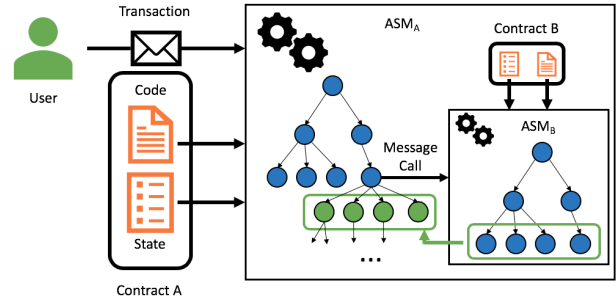 Transaction
User
Code
State
Contract A
ASMA
Message
Call
...
Contract B
ASMB